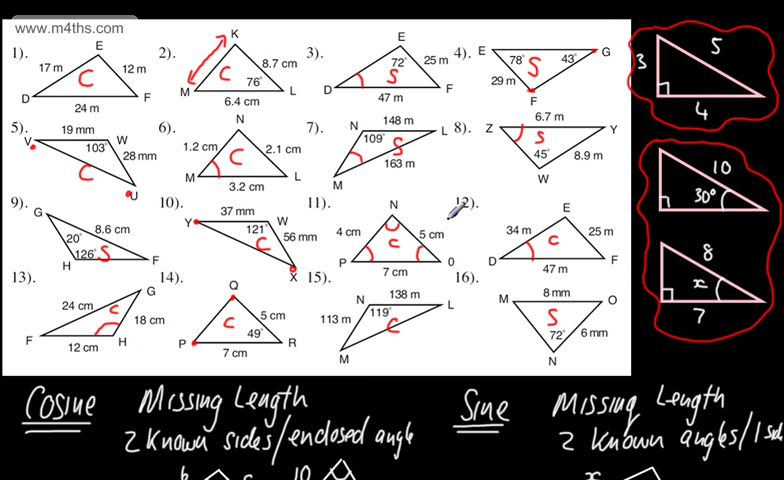 www.m4ths.com
1). E 17 m 12 m C D F 24 m
2). K C 8.7 cm 76° M L 6.4 cm
3). E 72° 25 m S D F 47 m
4). E G 78° S 43° 29 m F
5). 19 mm V W 103° 28 mm C U
6). N 1.2 cm C 2.1 cm M L 3.2 cm
7). 148 m N L 109° S 163 m M
8). 6.7 m Z Y S 45° 8.9 m W
9). G 8.6 cm 20° 126° S H F
10). 37 mm Y W 121° 56 mm C X
11). N 4 cm 5 cm C P O 7 cm
12). E 34 m 25 m C D F 47 m
13). G 24 cm C 18 cm F H 12 cm
14). Q C 5 cm 49° P R 7 cm
15). 138 m N L 119° 113 m C M
16). 8 mm M O S 72° 6 mm N
3 5 4
10 30°
8 x 7
Cosine Missing Length
2 known sides/enclosed angle
Sine Missing Length
2 known angles/1 sid
10
x